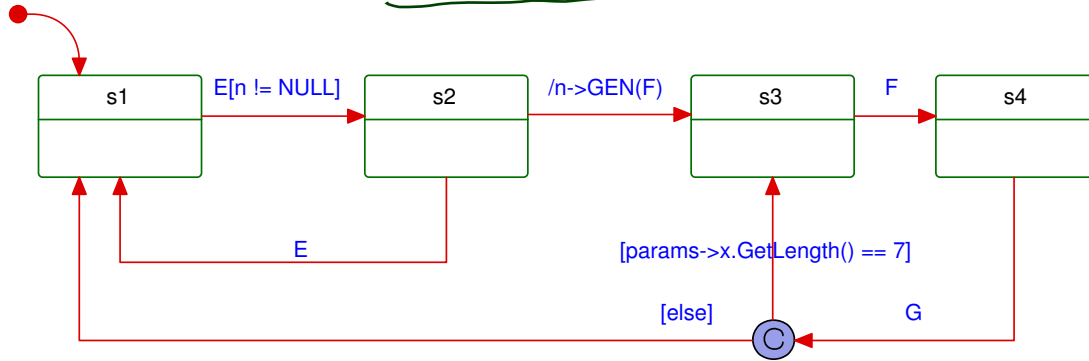 s1
E[n != NULL]
s2
/n->GEN(F)
s3
F
s4
E
[params->x.GetLength() == 7]
[else]
G
C